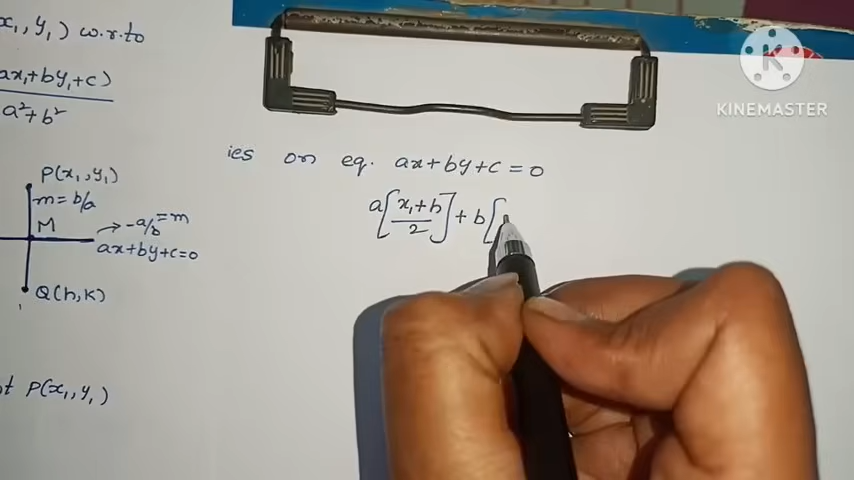 x₁, y₁) w.r.to
ax₁+by₁+c)
a²+b²
P(x₁,y₁)
m=b/a
M
-a/b=m
ax+by+c=0
Q(h,k)
P(x₁,y₁)
ies on eq. ax+by+c=0
a[x₁+h/2]+b[
KINEMASTER